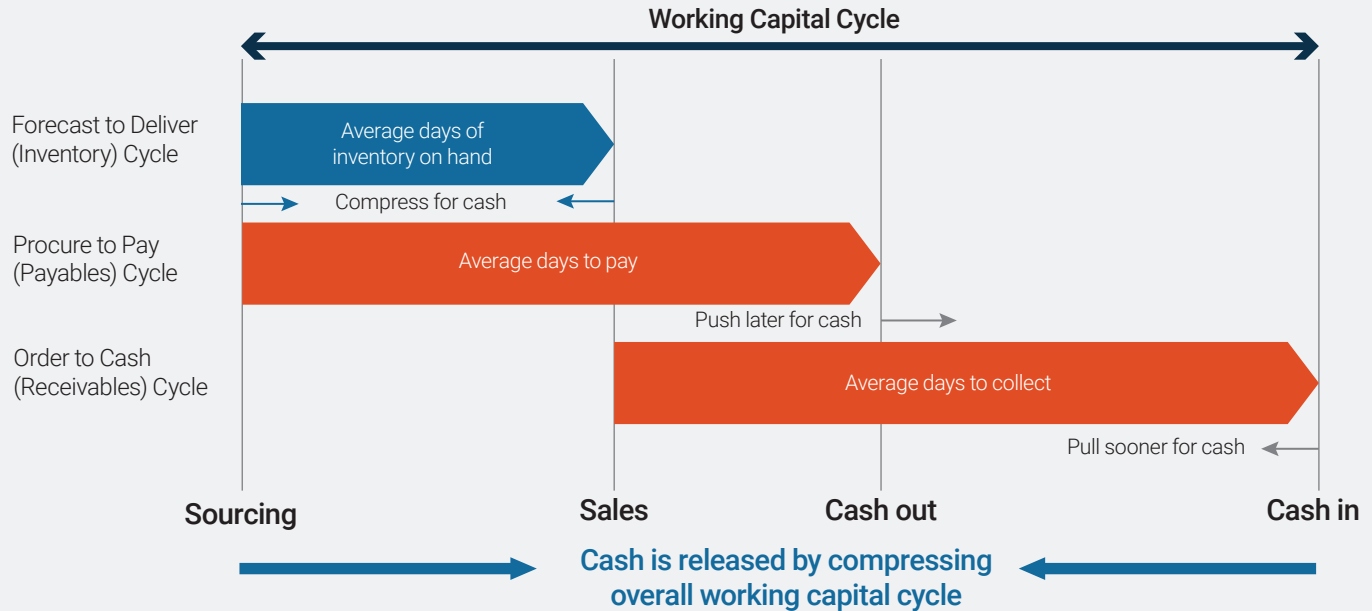 Working Capital Cycle
Forecast to Deliver
(Inventory) Cycle
Average days of
inventory on hand
Compress for cash
Procure to Pay
(Payables) Cycle
Average days to pay
Push later for cash
Order to Cash
(Receivables) Cycle
Average days to collect
Pull sooner for cash
Sourcing
Sales
Cash out
Cash in
Cash is released by compressing
overall working capital cycle